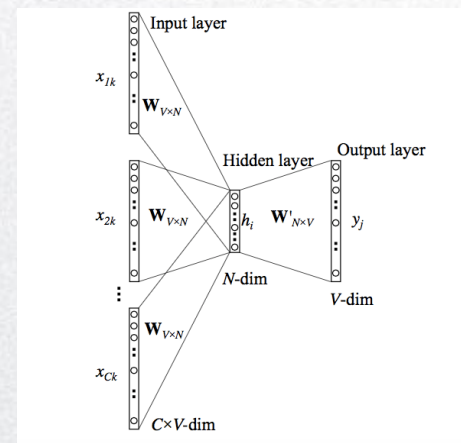 Input layer
x1k
WV×N
Hidden layer
Output layer
x2k
WV×N
hi
W'N×V
yj
N-dim
V-dim
WV×N
xCk
C×V-dim